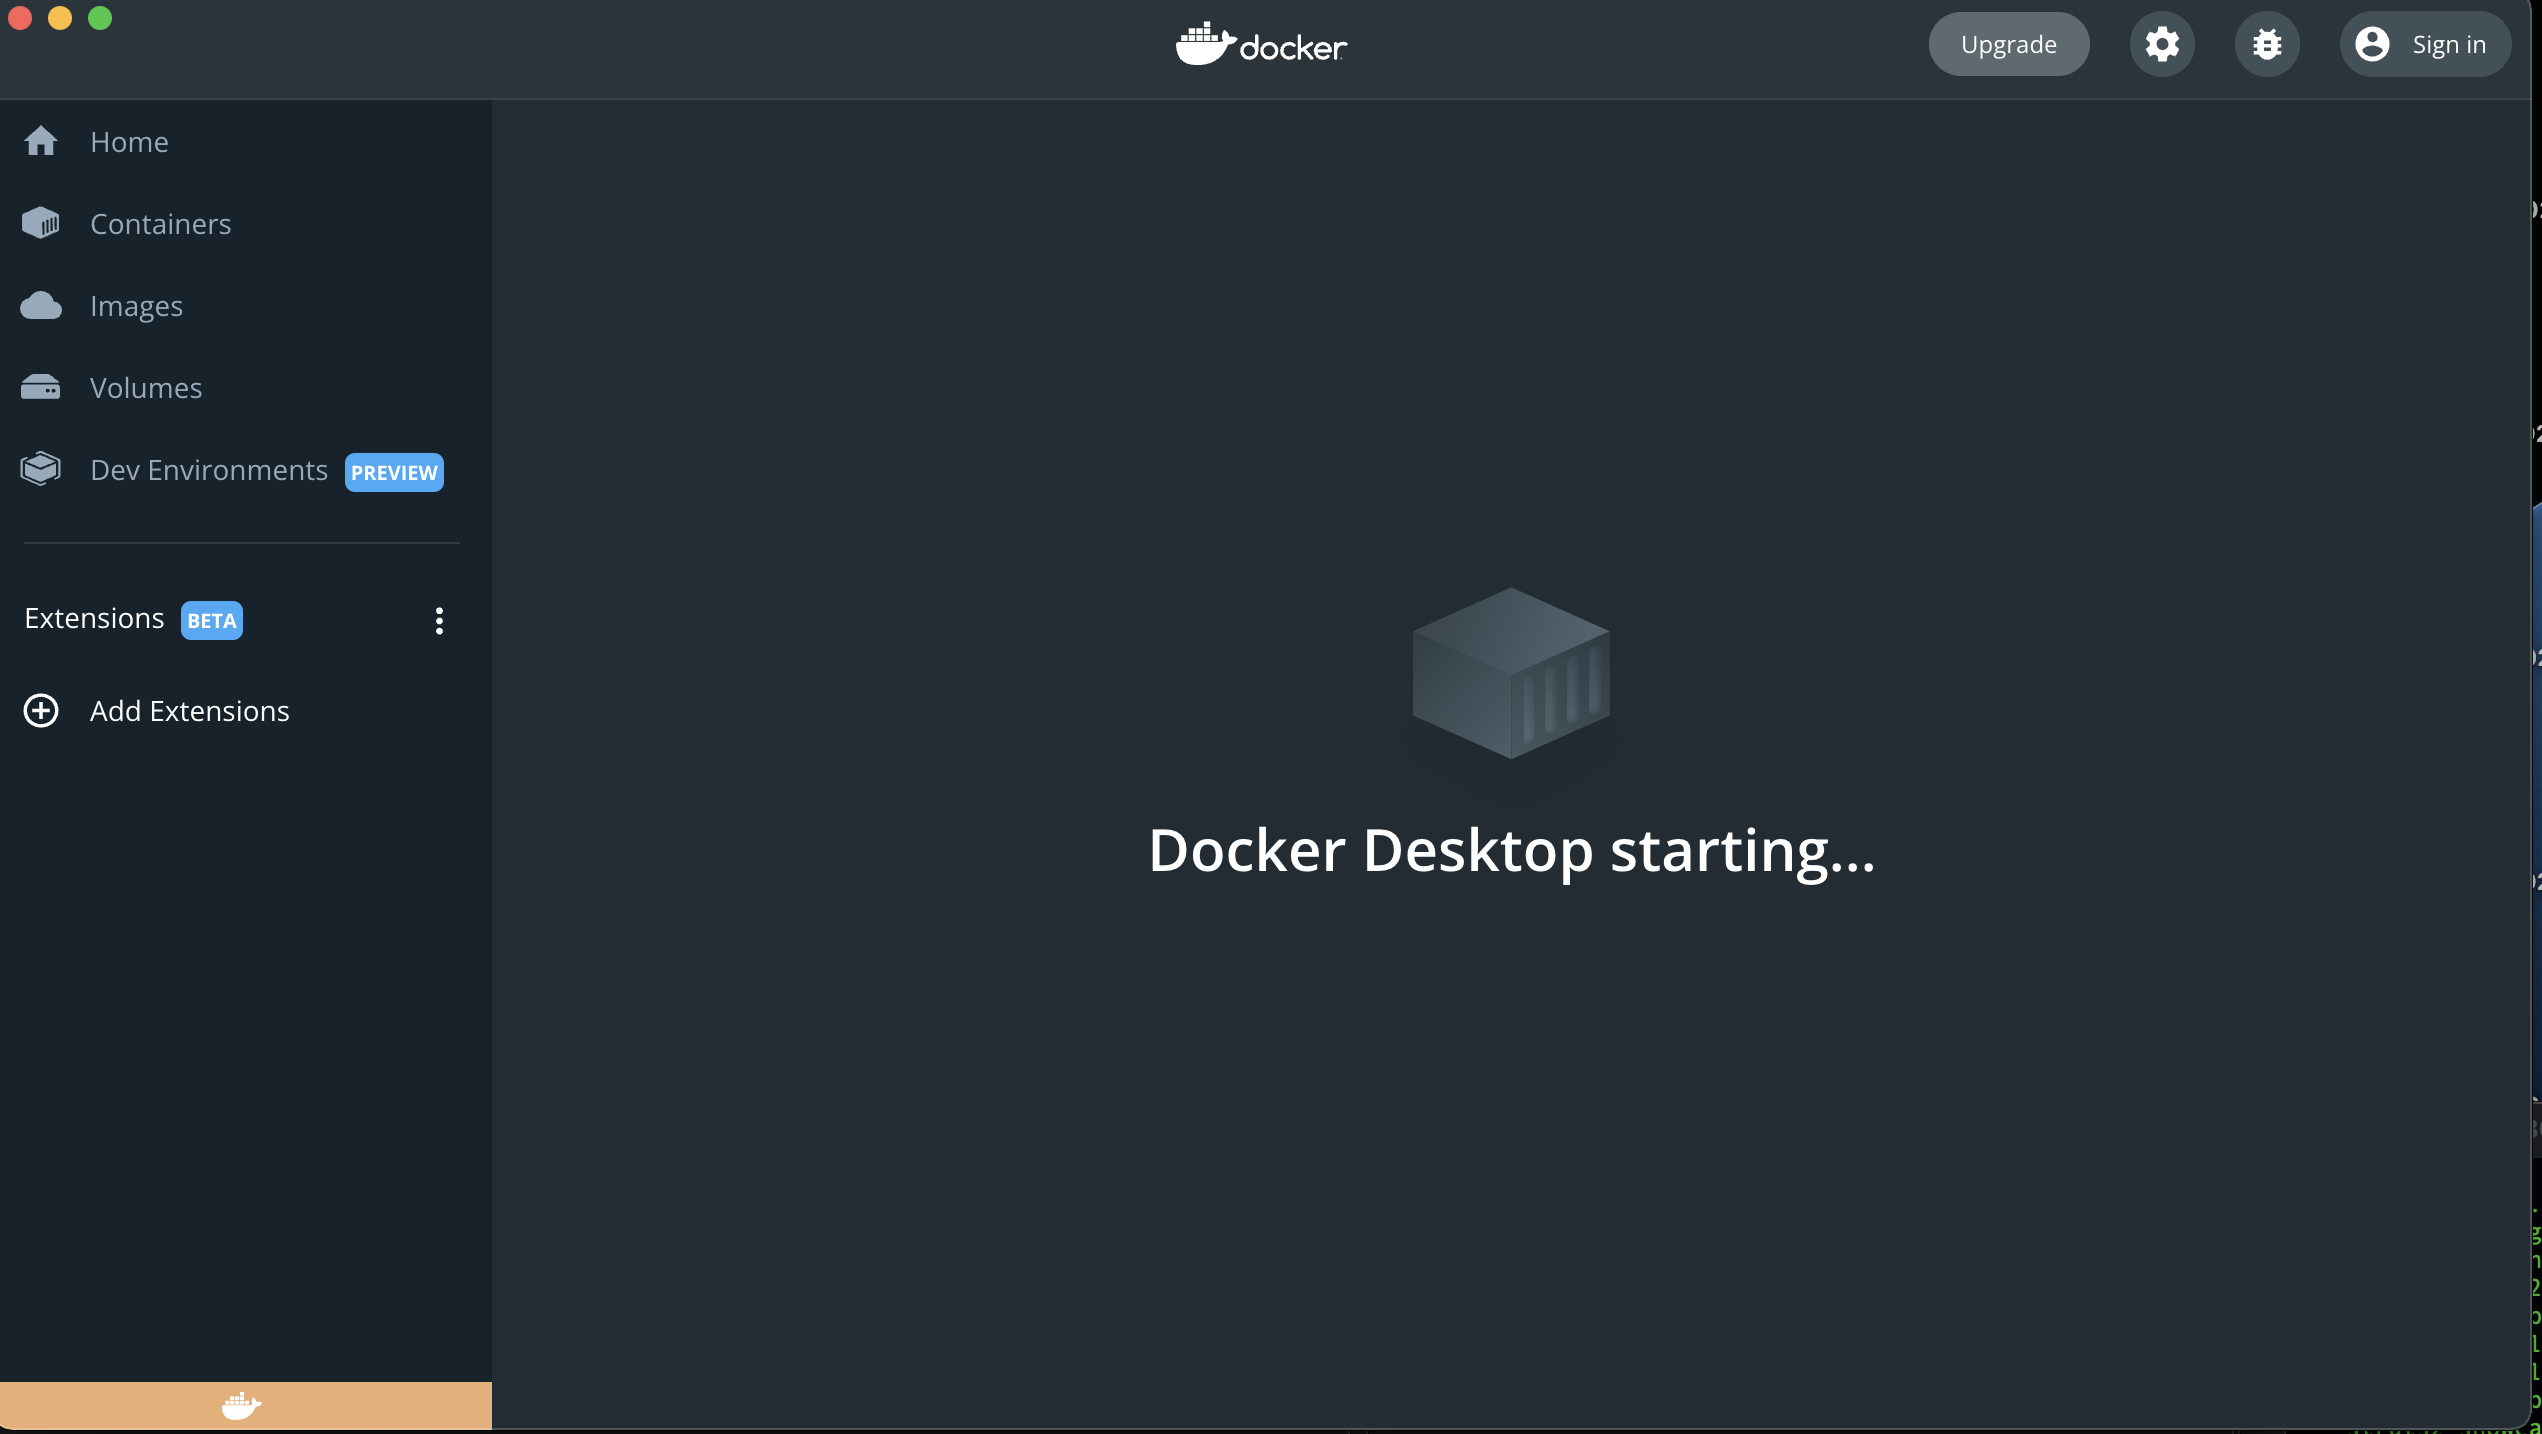 docker
Upgrade
Sign in
Home
Containers
Images
Volumes
Dev Environments PREVIEW
Extensions BETA
Add Extensions
Docker Desktop starting...